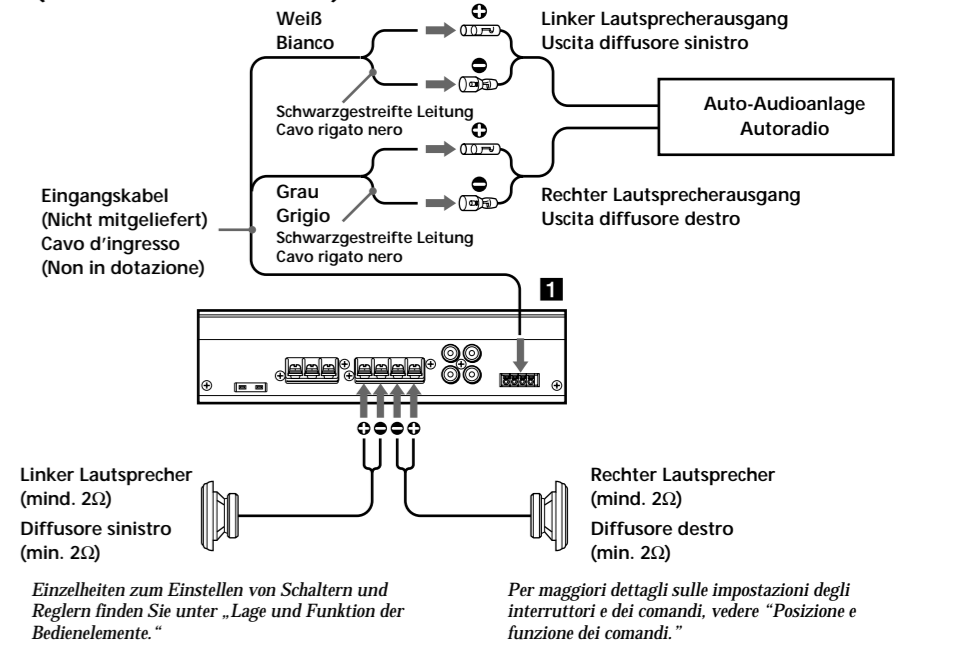 Weiß
Bianco
Linker Lautsprecherausgang
Uscita diffusore sinistro
Schwarzgestreifte Leitung
Cavo rigato nero
Auto-Audioanlage
Autoradio
Eingangskabel
(Nicht mitgeliefert)
Cavo d’ingresso
(Non in dotazione)
Grau
Grigio
Schwarzgestreifte Leitung
Cavo rigato nero
Rechter Lautsprecherausgang
Uscita diffusore destro
1
Linker Lautsprecher
(mind. 2Ω)
Diffusore sinistro
(min. 2Ω)
Rechter Lautsprecher
(mind. 2Ω)
Diffusore destro
(min. 2Ω)
Einzelheiten zum Einstellen von Schaltern und
Reglern finden Sie unter „Lage und Funktion der
Bedienelemente.“
Per maggiori dettagli sulle impostazioni degli
interruttori e dei comandi, vedere “Posizione e
funzione dei comandi.”